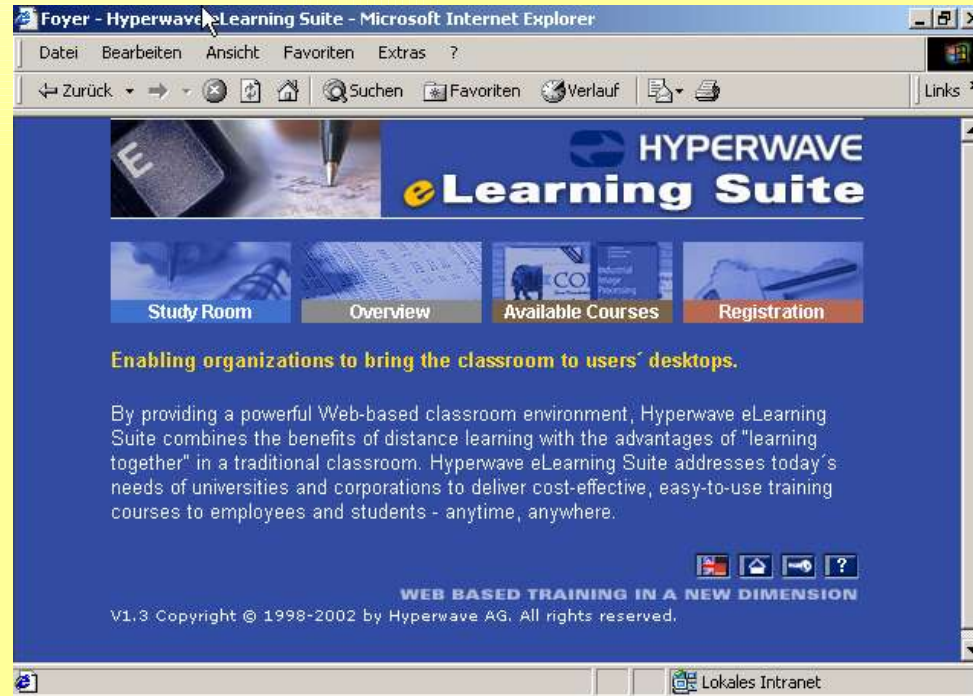 Foyer - Hyperwave eLearning Suite - Microsoft Internet Explorer
Datei Bearbeiten Ansicht Favoriten Extras ?
Zurück Suchen Favoriten Verlauf Links
E
HYPERWAVE
eLearning Suite
COI
Industrial
Image
Processing
Study Room Overview Available Courses Registration
Enabling organizations to bring the classroom to users´ desktops.
By providing a powerful Web-based classroom environment, Hyperwave eLearning
Suite combines the benefits of distance learning with the advantages of "learning
together" in a traditional classroom. Hyperwave eLearning Suite addresses today´s
needs of universities and corporations to deliver cost-effective, easy-to-use training
courses to employees and students - anytime, anywhere.
?
WEB BASED TRAINING IN A NEW DIMENSION
V1.3 Copyright © 1998-2002 by Hyperwave AG. All rights reserved.
Lokales Intranet